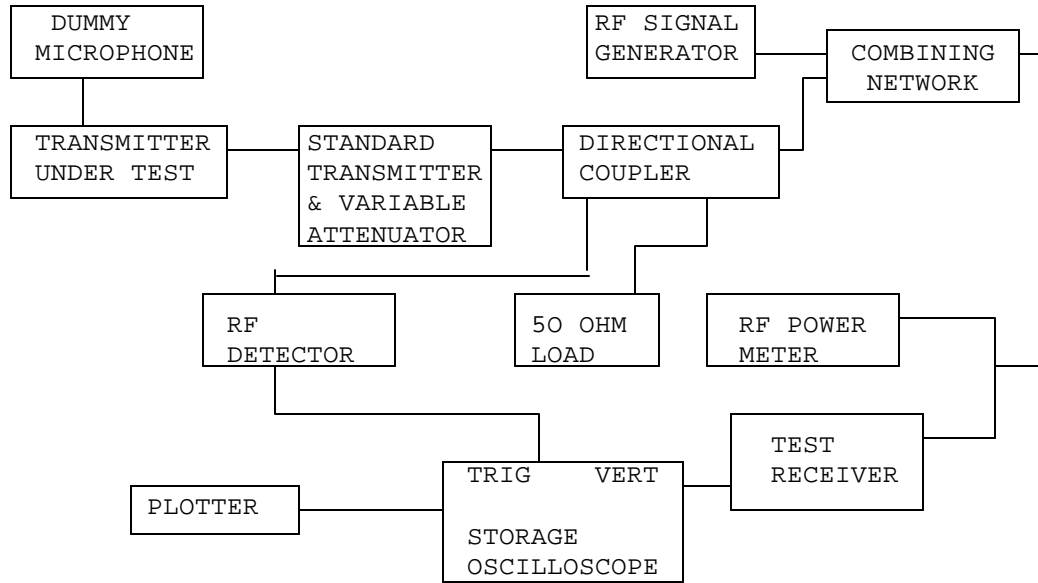 DUMMY
MICROPHONE
RF SIGNAL
GENERATOR
COMBINING
NETWORK
TRANSMITTER
UNDER TEST
STANDARD
TRANSMITTER
& VARIABLE
ATTENUATOR
DIRECTIONAL
COUPLER
RF
DETECTOR
50 OHM
LOAD
RF POWER
METER
TEST
RECEIVER
TRIG VERT
STORAGE
OSCILLOSCOPE
PLOTTER